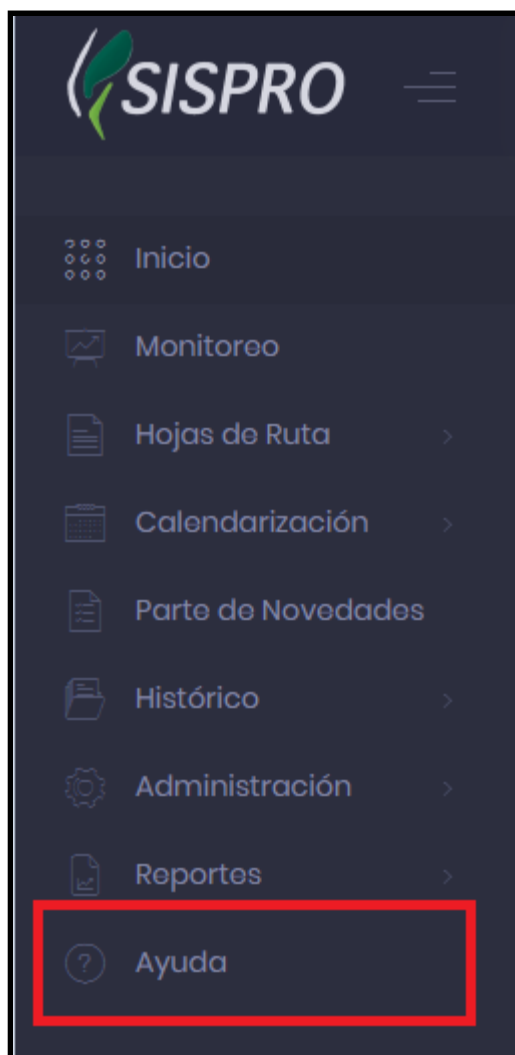 SISPRO
Inicio
Monitoreo
Hojas de Ruta
Calendarización
Parte de Novedades
Histórico
Administración
Reportes
Ayuda